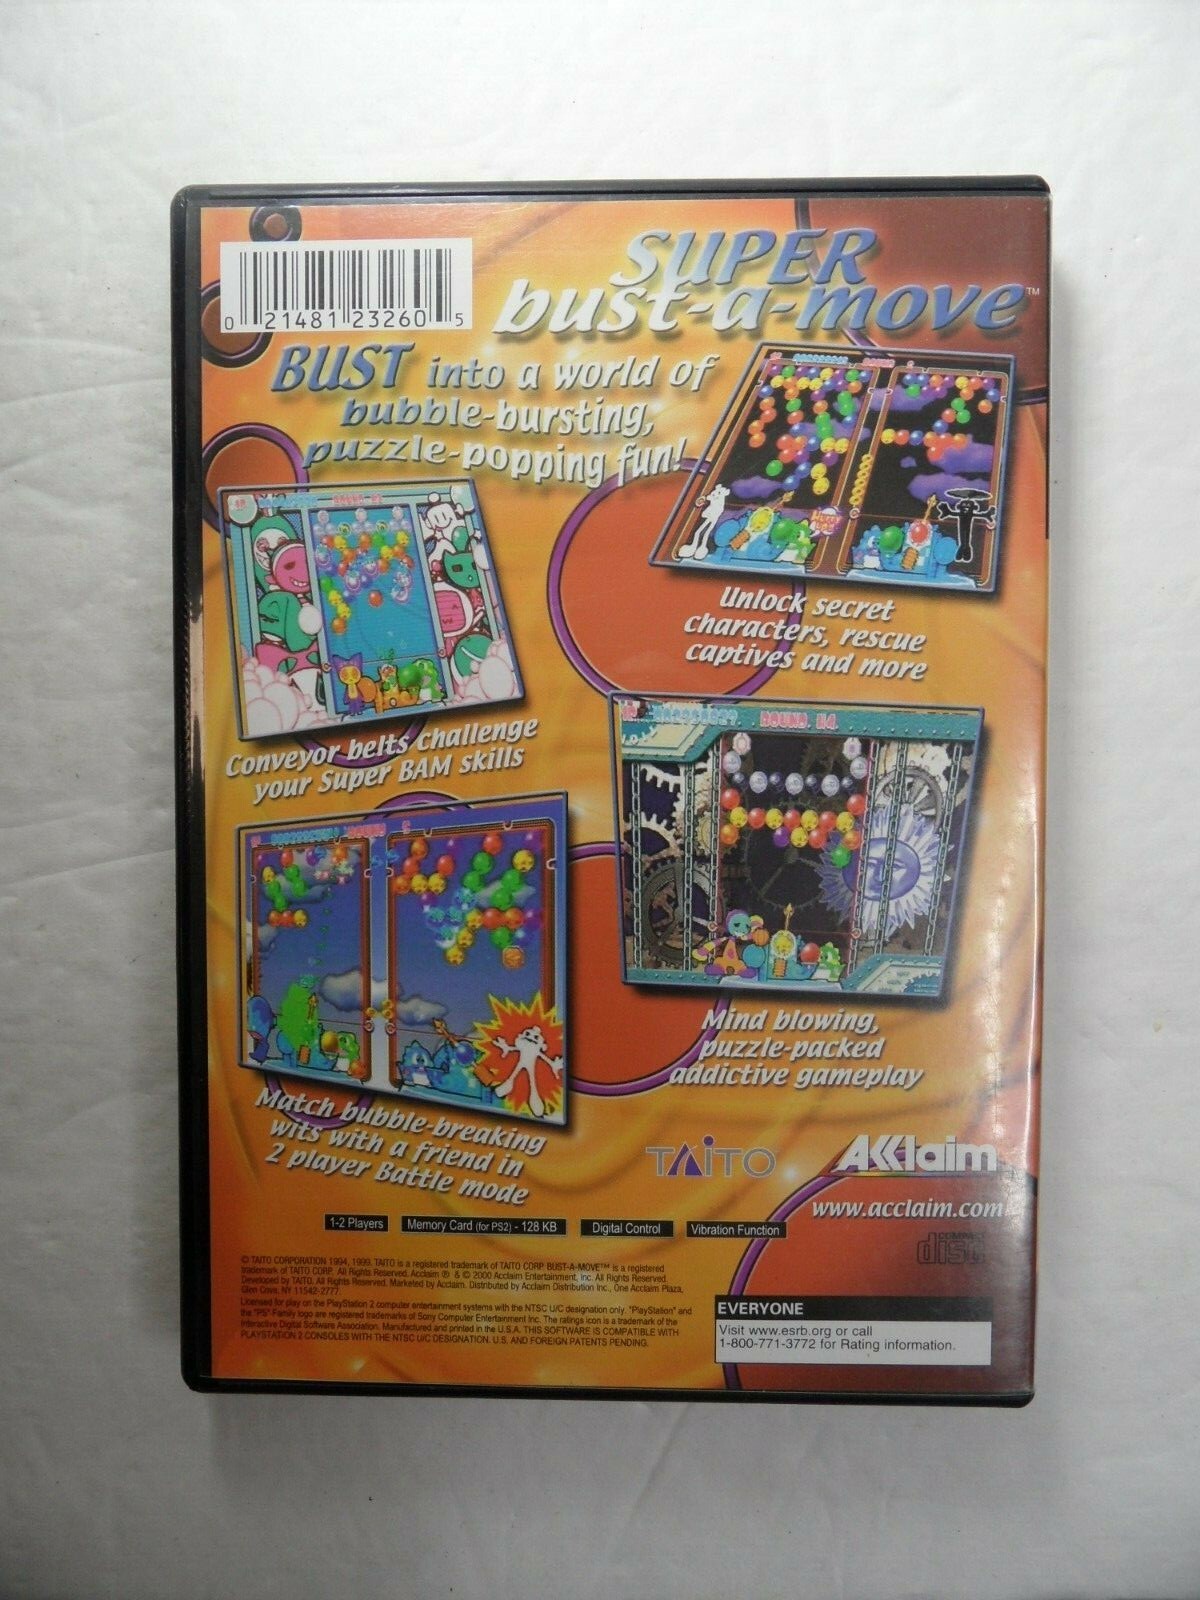 SUPER
bust-a-move™
0 21481 23260 5
BUST into a world of
bubble-bursting,
puzzle-popping fun!
Unlock secret
characters, rescue
captives and more
Conveyor belts challenge
your Super BAM skills
ROUND
Mind blowing,
puzzle-packed
addictive gameplay
Match bubble-breaking
wits with a friend in
2 player Battle mode
TAITO
AKKlaim
www.acclaim.com
1-2 Players
Memory Card (for PS2) - 128 KB
Digital Control
Vibration Function
COMPACT
disc
© TAITO CORPORATION 1994, 1999. TAITO is a registered trademark of TAITO CORP. BUST-A-MOVE™ is a registered
trademark of TAITO CORP. All Rights Reserved. Acclaim ® & © 2000 Acclaim Entertainment, Inc. All Rights Reserved.
Developed by TAITO. All Rights Reserved. Marketed by Acclaim. Distributed by Acclaim Distribution Inc., One Acclaim Plaza,
Glen Cove, NY 11542-2777.
Licensed for play on the PlayStation 2 computer entertainment systems with the NTSC U/C designation only. "PlayStation" and
the "PS" Family logo are registered trademarks of Sony Computer Entertainment Inc. The ratings icon is a trademark of the
Interactive Digital Software Association. Manufactured and printed in the U.S.A. THIS SOFTWARE IS COMPATIBLE WITH
PLAYSTATION 2 CONSOLES WITH THE NTSC U/C DESIGNATION. U.S. AND FOREIGN PATENTS PENDING.
EVERYONE
Visit www.esrb.org or call
1-800-771-3772 for Rating information.